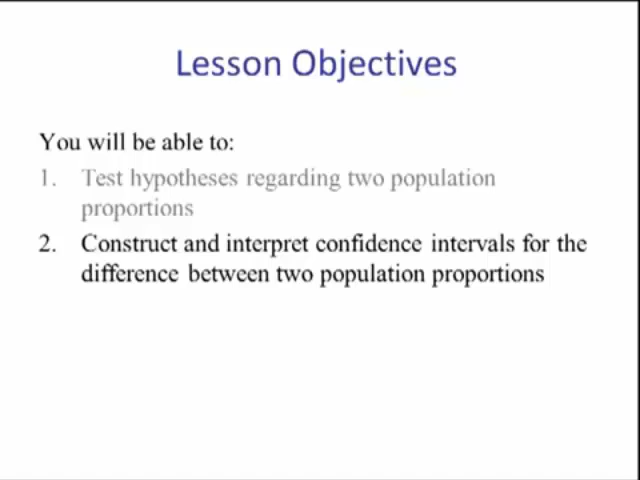 Lesson Objectives
You will be able to:
1. Test hypotheses regarding two population
proportions
2. Construct and interpret confidence intervals for the
difference between two population proportions